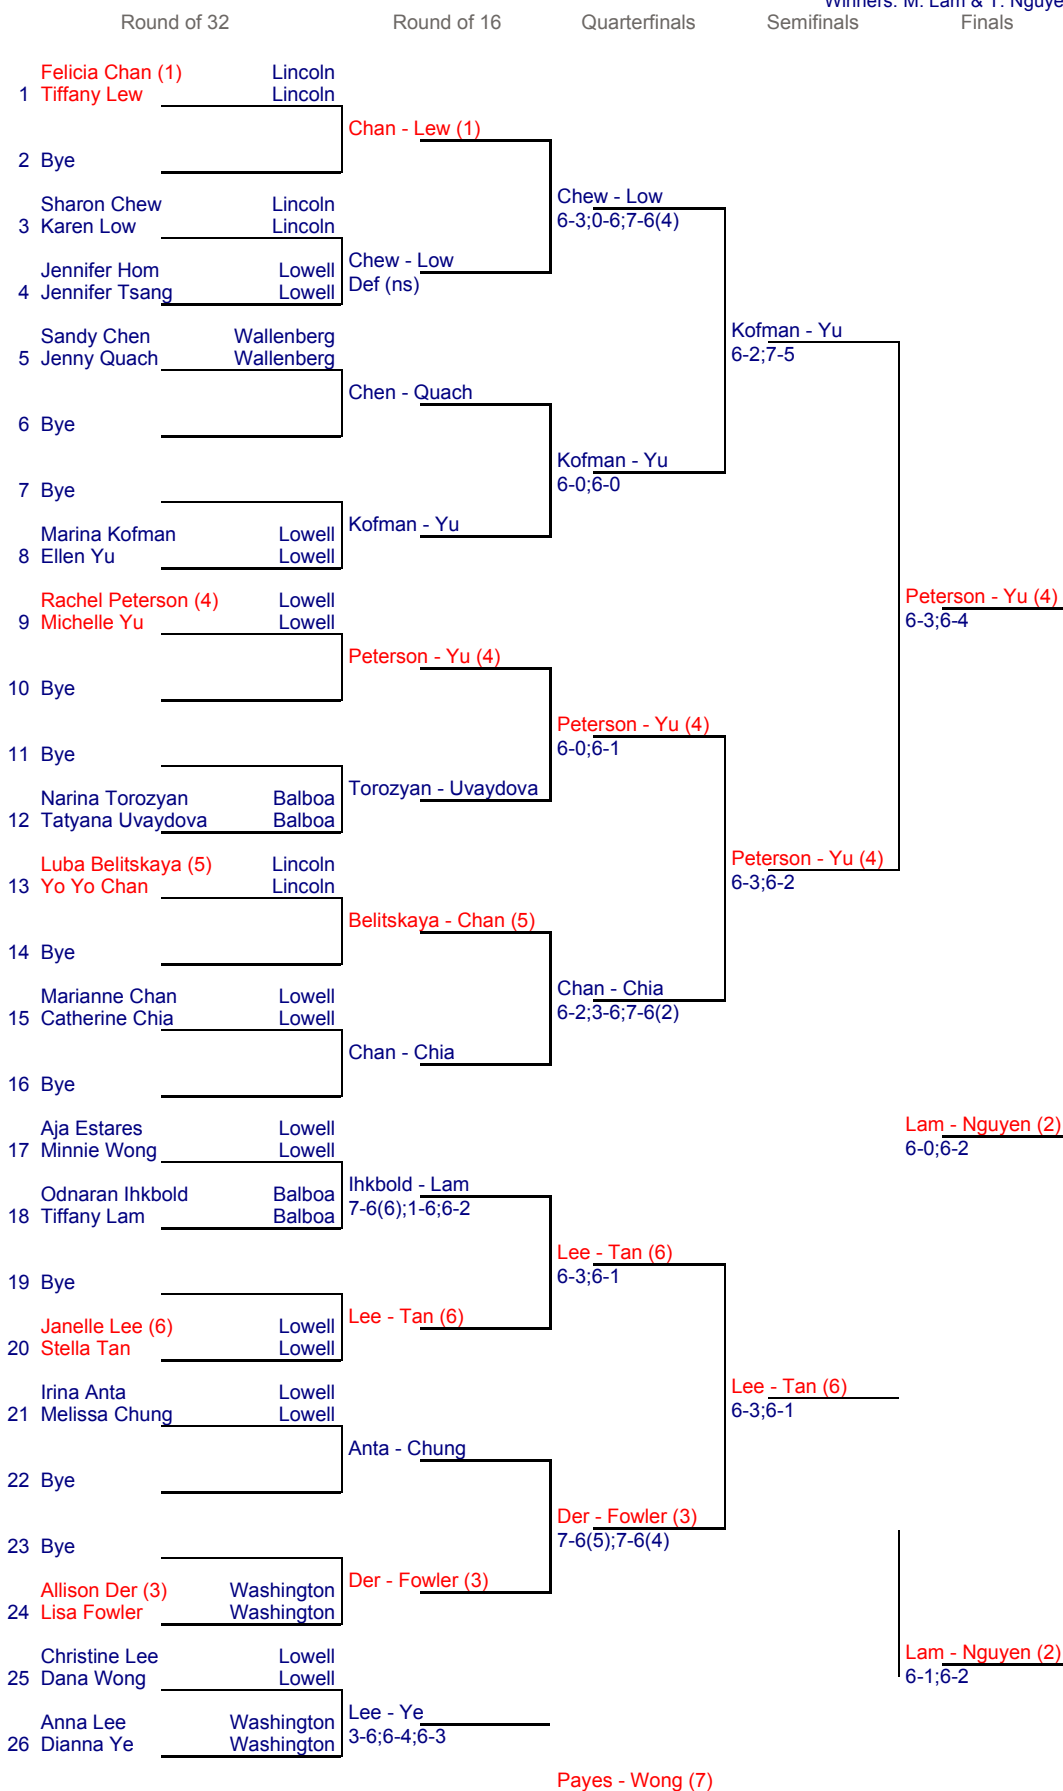 Winners: M. Lam & T. Nguye
Round of 32 Round of 16 Quarterfinals Semifinals Finals
Felicia Chan (1) Lincoln
1 Tiffany Lew Lincoln
Chan - Lew (1)
2 Bye
Sharon Chew Lincoln
Chew - Low
3 Karen Low Lincoln
6-3;0-6;7-6(4)
Chew - Low
Jennifer Hom Lowell
Def (ns)
4 Jennifer Tsang Lowell
Sandy Chen Wallenberg
Kofman - Yu
5 Jenny Quach Wallenberg
6-2;7-5
Chen - Quach
6 Bye
Kofman - Yu
6-0;6-0
7 Bye
Kofman - Yu
Marina Kofman Lowell
8 Ellen Yu Lowell
Rachel Peterson (4) Lowell
Peterson - Yu (4)
9 Michelle Yu Lowell
6-3;6-4
Peterson - Yu (4)
10 Bye
Peterson - Yu (4)
6-0;6-1
11 Bye
Torozyan - Uvaydova
Narina Torozyan Balboa
12 Tatyana Uvaydova Balboa
Luba Belitskaya (5) Lincoln
Peterson - Yu (4)
13 Yo Yo Chan Lincoln
6-3;6-2
Belitskaya - Chan (5)
14 Bye
Chan - Chia
Marianne Chan Lowell
6-2;3-6;7-6(2)
15 Catherine Chia Lowell
Chan - Chia
16 Bye
Aja Estares Lowell
Lam - Nguyen (2)
17 Minnie Wong Lowell
6-0;6-2
Ihkbold - Lam
Odnaran Ihkbold Balboa
7-6(6);1-6;6-2
18 Tiffany Lam Balboa
Lee - Tan (6)
6-3;6-1
19 Bye
Lee - Tan (6)
Janelle Lee (6) Lowell
20 Stella Tan Lowell
Irina Anta Lowell
Lee - Tan (6)
21 Melissa Chung Lowell
6-3;6-1
Anta - Chung
22 Bye
Der - Fowler (3)
7-6(5);7-6(4)
23 Bye
Der - Fowler (3)
Allison Der (3) Washington
24 Lisa Fowler Washington
Christine Lee Lowell
Lam - Nguyen (2)
25 Dana Wong Lowell
6-1;6-2
Lee - Ye
Anna Lee Washington
3-6;6-4;6-3
26 Dianna Ye Washington
Payes - Wong (7)